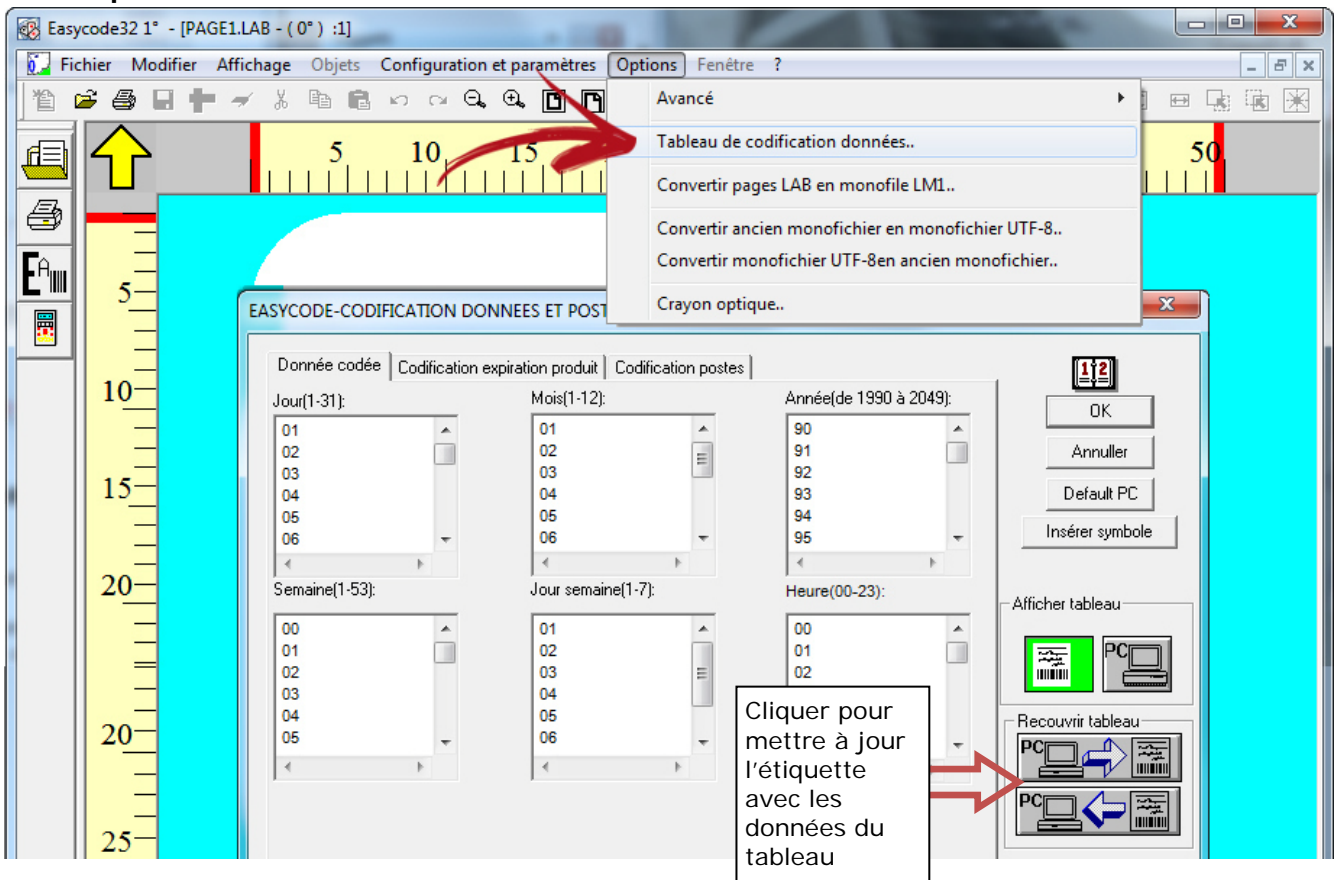 Easycode32 1° - [PAGE1.LAB - ( 0° ) :1]
Fichier Modifier Affichage Objets Configuration et paramètres Options Fenêtre ?
Avancé
Tableau de codification données..
Convertir pages LAB en monofile LM1..
Convertir ancien monofichier en monofichier UTF-8..
Convertir monofichier UTF-8en ancien monofichier..
Crayon optique..
5 10 15 50
5
10
15
20
20
25
EASYCODE-CODIFICATION DONNEES ET POST
Donnée codée Codification expiration produit Codification postes
Jour(1-31): Mois(1-12): Année(de 1990 à 2049):
01 01 90
02 02 91
03 03 92
04 04 93
05 05 94
06 06 95
Semaine(1-53): Jour semaine(1-7): Heure(00-23):
00 01 00
01 02 01
02 03 02
03 04
04 05
05 06
12
OK
Annuller
Default PC
Insérer symbole
Afficher tableau
PC
Recouvrir tableau
PC
PC
Cliquer pour
mettre à jour
l'étiquette
avec les
données du
tableau